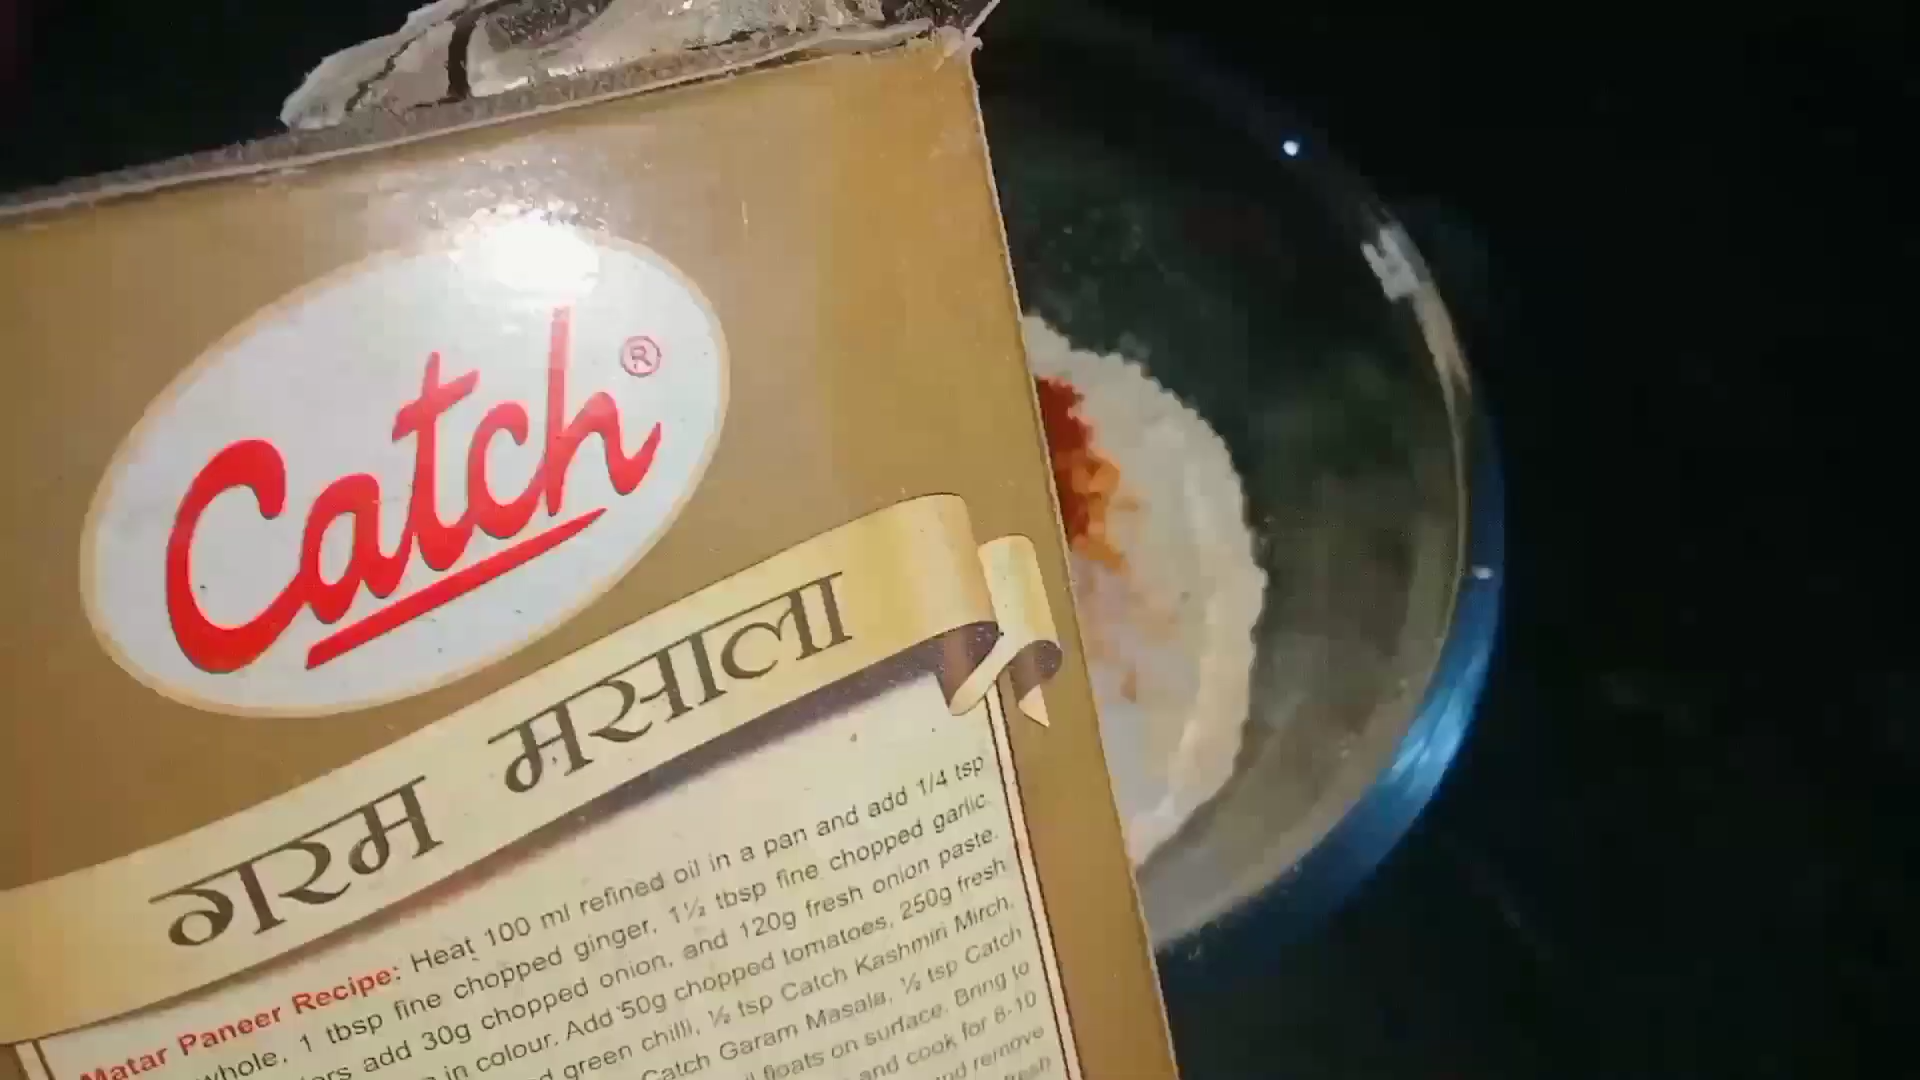 Catch®
गरम मसाला
Matar Paneer Recipe: Heat 100 ml refined oil in a pan and add 1/4 tsp
whole, 1 tbsp fine chopped ginger, 1½ tbsp fine chopped garlic.
add 30g chopped onion, and 120g fresh onion paste.
in colour. Add 50g chopped tomatoes, 250g fresh
green chilli, ½ tsp Catch Kashmiri Mirch,
Catch Garam Masala, ½ tsp Catch
floats on surface. Bring to
and cook for 8-10
and remove
fresh